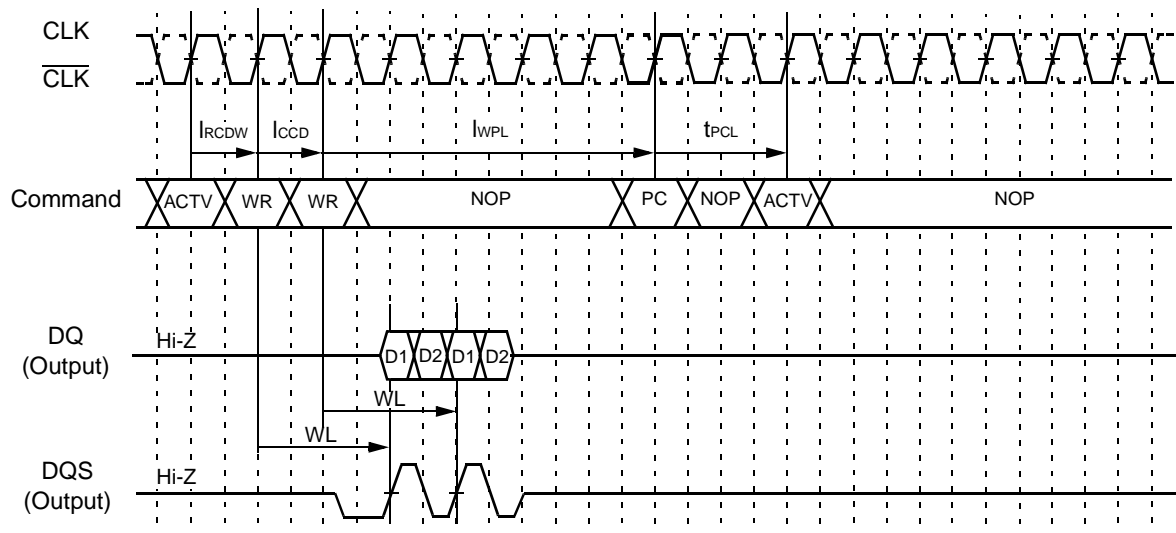 CLK
CLK
lRCDW lCCD lWPL tPCL
Command ACTV WR WR NOP PC NOP ACTV NOP
DQ
(Output)
Hi-Z
D1 D2 D1 D2
WL
WL
DQS
(Output)
Hi-Z